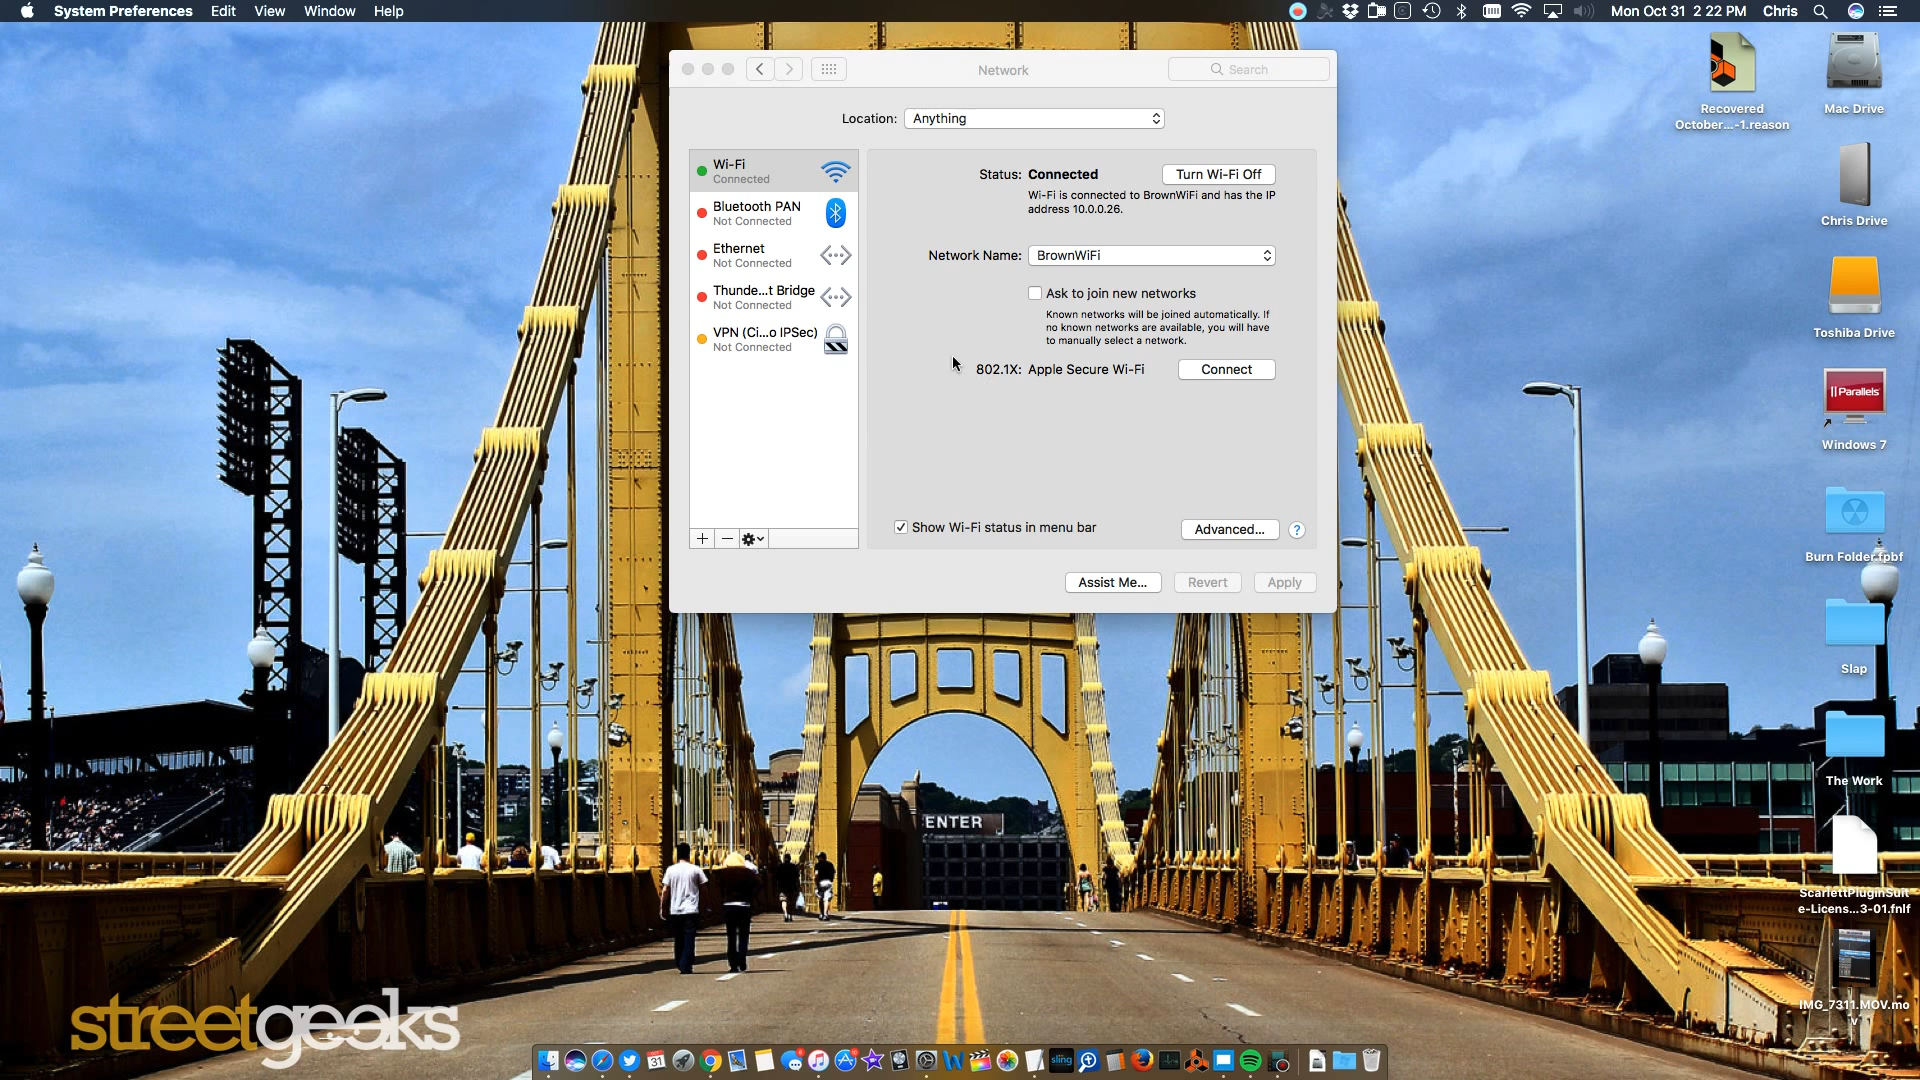 System Preferences Edit View Window Help
Mon Oct 31 2 22 PM Chris
Network
Search
Location: Anything
Wi-Fi
Connected
Bluetooth PAN
Not Connected
Ethernet
Not Connected
Thunde...t Bridge
Not Connected
VPN (Ci...o IPSec)
Not Connected
Status: Connected
Turn Wi-Fi Off
Wi-Fi is connected to BrownWiFi and has the IP
address 10.0.0.26.
Network Name: BrownWiFi
Ask to join new networks
Known networks will be joined automatically. If
no known networks are available, you will have
to manually select a network.
802.1X: Apple Secure Wi-Fi
Connect
Show Wi-Fi status in menu bar
Advanced...
?
Assist Me...
Revert
Apply
Recovered
October...-1.reason
Mac Drive
Chris Drive
Toshiba Drive
|| Parallels
Windows 7
Burn Folder.fpbf
Slap
The Work
ScarlettPluginSuit
e-Licens...3-01.fnlf
IMG_7311.MOV.mo
v
ENTER
streetgeeks
31
sling